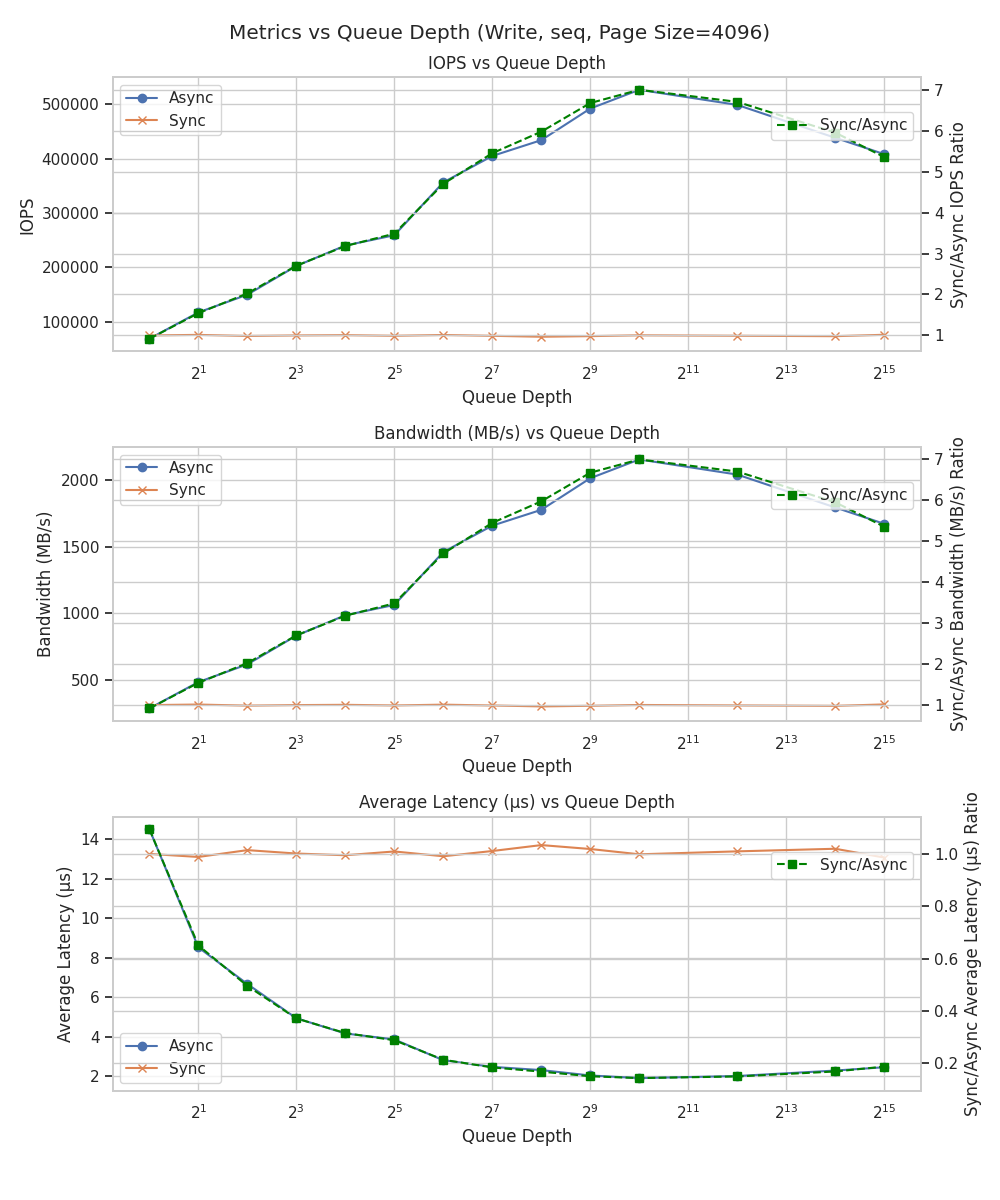 Metrics vs Queue Depth (Write, seq, Page Size=4096)
IOPS vs Queue Depth
Async
Sync
Sync/Async
500000
400000
300000
200000
100000
IOPS
7
6
5
4
3
2
1
Sync/Async IOPS Ratio
2^1 2^3 2^5 2^7 2^9 2^11 2^13 2^15
Queue Depth
Bandwidth (MB/s) vs Queue Depth
Async
Sync
Sync/Async
2000
1500
1000
500
Bandwidth (MB/s)
7
6
5
4
3
2
1
Sync/Async Bandwidth (MB/s) Ratio
2^1 2^3 2^5 2^7 2^9 2^11 2^13 2^15
Queue Depth
Average Latency (µs) vs Queue Depth
Sync/Async
14
12
10
8
6
4
2
Average Latency (µs)
Async
Sync
1.0
0.8
0.6
0.4
0.2
Sync/Async Average Latency (µs) Ratio
2^1 2^3 2^5 2^7 2^9 2^11 2^13 2^15
Queue Depth